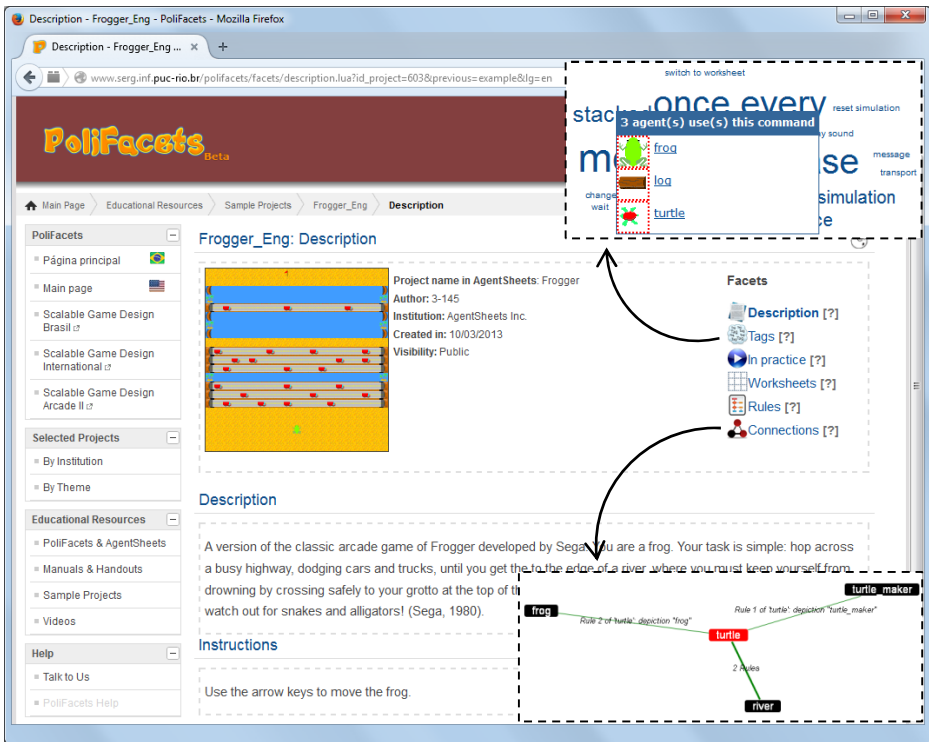 Description - Frogger_Eng - PoliFacets - Mozilla Firefox
Description - Frogger_Eng ... × +
www.serg.inf.puc-rio.br/polifacets/facets/description.lua?id_project=603&previous=example&lg=en
PoliFacets Beta
switch to worksheet
once every
reset simulation
3 agent(s) use(s) this command
frog
message
transport
log
change
simulation
wait
turtle
Main Page
Educational Resources
Sample Projects
Frogger_Eng
Description
PoliFacets
Página principal
Main page
Scalable Game Design
Brasil
Scalable Game Design
International
Scalable Game Design
Arcade II
Selected Projects
By Institution
By Theme
Educational Resources
PoliFacets & AgentSheets
Manuals & Handouts
Sample Projects
Videos
Help
Talk to Us
PoliFacets Help
Frogger_Eng: Description
Project name in AgentSheets: Frogger
Author: 3-145
Institution: AgentSheets Inc.
Created in: 10/03/2013
Visibility: Public
Facets
Description [?]
Tags [?]
In practice [?]
Worksheets [?]
Rules [?]
Connections [?]
Description
A version of the classic arcade game of Frogger developed by Sega. You are a frog. Your task is simple: hop across
a busy highway, dodging cars and trucks, until you get the to the edge of a river, where you must keep yourself from
drowning by crossing safely to your grotto at the top of th
watch out for snakes and alligators! (Sega, 1980).
Instructions
Use the arrow keys to move the frog.
turtle_maker
frog
Rule 1 of 'turtle': depiction "turtle_maker"
Rule 2 of 'turtle': depiction "frog"
turtle
2 Rules
river